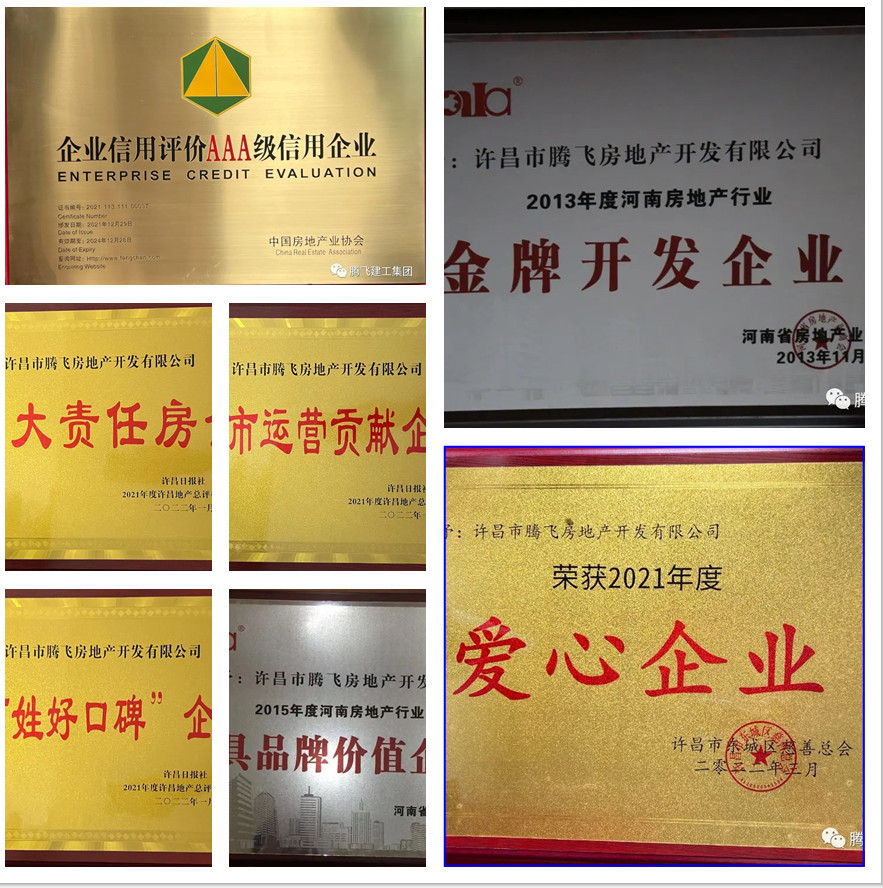 企业信用评价AAA级信用企业
ENTERPRISE CREDIT EVALUATION
Certificate Number
颁发日期：2021年12月29日
Date of Issue
有效期至：2024年12月28日
Date of Expiry
查询网址：Http://www.fangchan.com
Enquiring Website
中国房地产业协会
China Real Estate Association
腾飞建工集团
：许昌市腾飞房地产开发有限公司
2013年度河南房地产行业
金牌开发企业
河南省房地产业
2013年11月
腾
许昌市腾飞房地产开发有限公司
大责任房
许昌日报社
2021年度许昌地产总评
二〇二二年一月
许昌市腾飞房地产开发有限公司
市运营贡献企
许昌日报
2021年度许昌地产总
二〇二二年
许昌市腾飞房地产开发有限公司
姓好口碑”企
许昌日报社
2021年度许昌地产总评
二〇二二年一月
：许昌市腾飞房地产开发
2015年度河南房地产行业
具品牌价值企
河南省
予：许昌市腾飞房地产开发有限公司
荣获2021年度
爱心企业
许昌市东城区慈善总会
二零二二年三月
腾